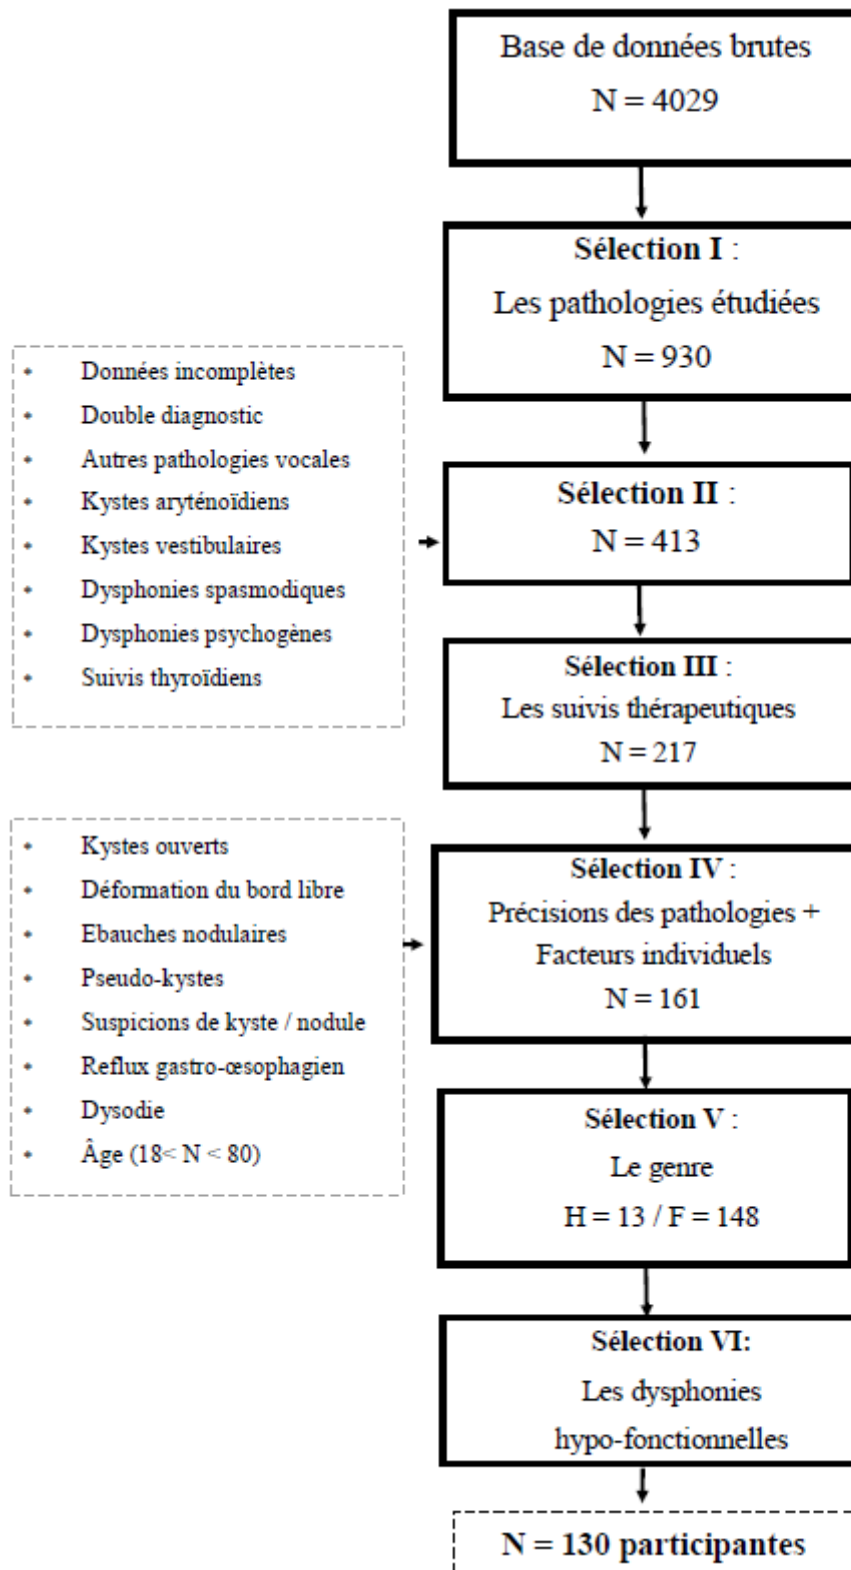 Base de données brutes
N = 4029
Sélection I :
Les pathologies étudiées
N = 930
• Données incomplètes
• Double diagnostic
• Autres pathologies vocales
• Kystes aryténoïdiens
• Kystes vestibulaires
• Dysphonies spasmodiques
• Dysphonies psychogènes
• Suivis thyroïdiens
Sélection II :
N = 413
Sélection III :
Les suivis thérapeutiques
N = 217
• Kystes ouverts
• Déformation du bord libre
• Ebauches nodulaires
• Pseudo-kystes
• Suspicions de kyste / nodule
• Reflux gastro-œsophagien
• Dysodie
• Âge (18< N < 80)
Sélection IV :
Précisions des pathologies +
Facteurs individuels
N = 161
Sélection V :
Le genre
H = 13 / F = 148
Sélection VI:
Les dysphonies
hypo-fonctionnelles
N = 130 participantes